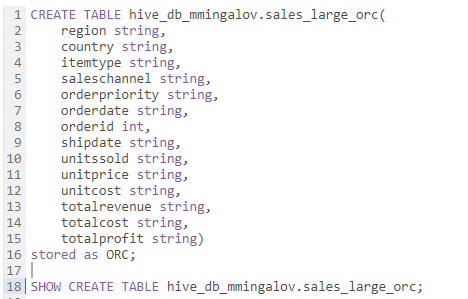 1 CREATE TABLE hive_db_mmingalov.sales_large_orc(
2 region string,
3 country string,
4 itemtype string,
5 saleschannel string,
6 orderpriority string,
7 orderdate string,
8 orderid int,
9 shipdate string,
10 unitssold string,
11 unitprice string,
12 unitcost string,
13 totalrevenue string,
14 totalcost string,
15 totalprofit string)
16 stored as ORC;
17
18 SHOW CREATE TABLE hive_db_mmingalov.sales_large_orc;